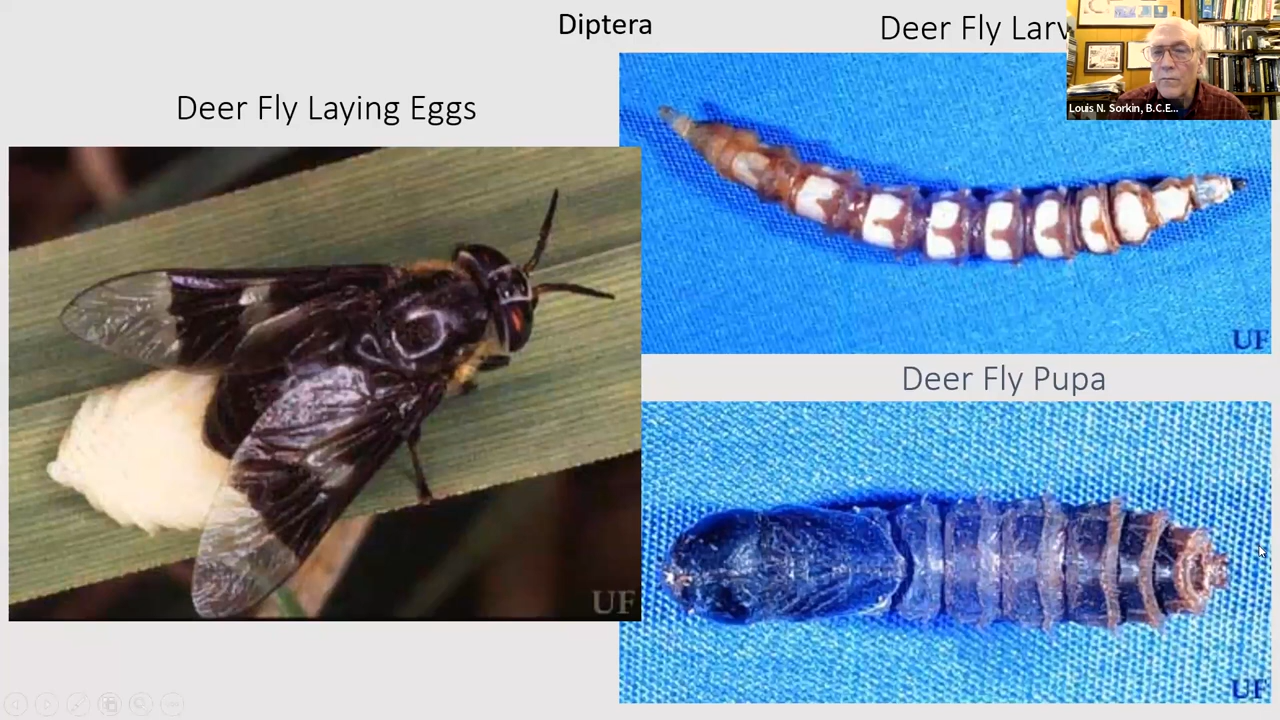 Diptera
Deer Fly Laying Eggs
Deer Fly Larv
Louis N. Sorkin, B.C.E...
UF
Deer Fly Pupa
UF
UF